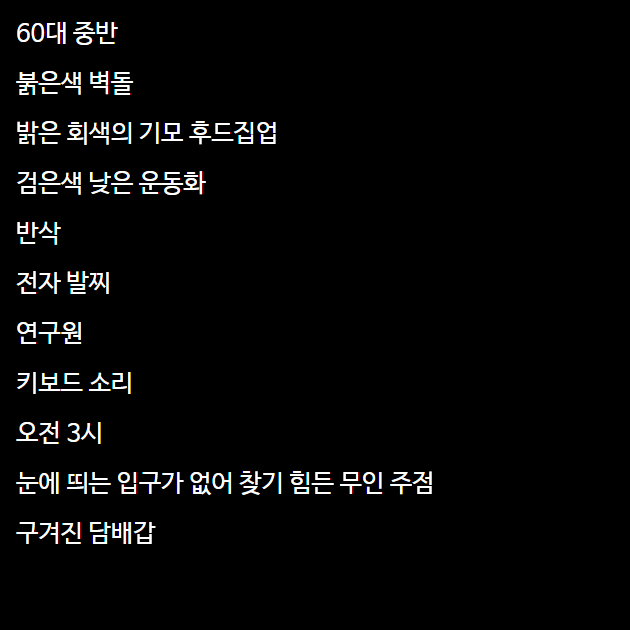 60대 중반
붉은색 벽돌
밝은 회색의 기모 후드집업
검은색 낮은 운동화
반삭
전자 발찌
연구원
키보드 소리
오전 3시
눈에 띄는 입구가 없어 찾기 힘든 무인 주점
구겨진 담배갑